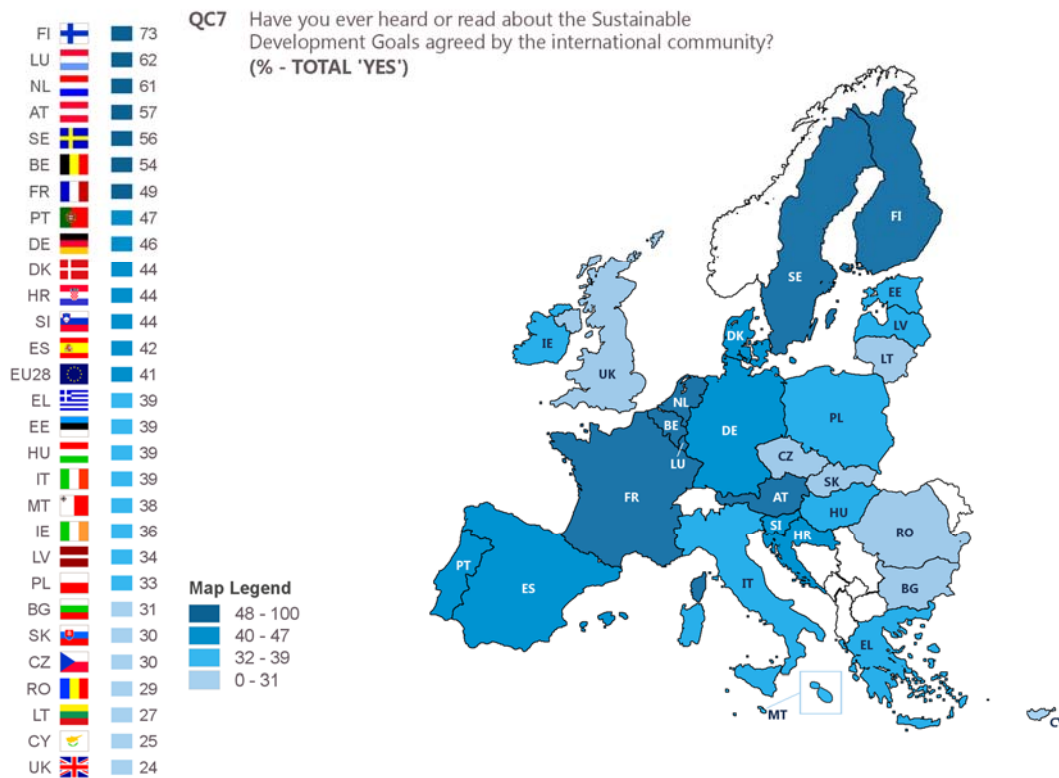 QC7 Have you ever heard or read about the Sustainable
Development Goals agreed by the international community?
(% - TOTAL 'YES')
FI 73
LU 62
NL 61
AT 57
SE 56
BE 54
FR 49
PT 47
DE 46
DK 44
HR 44
SI 44
ES 42
EU28 41
EL 39
EE 39
HU 39
IT 39
MT 38
IE 36
LV 34
PL 33
BG 31
SK 30
CZ 30
RO 29
LT 27
CY 25
UK 24
Map Legend
48 - 100
40 - 47
32 - 39
0 - 31
FI
SE
EE
LV
DK
LT
IE
UK
NL
PL
BE
DE
CZ
LU
SK
FR
AT
HU
SI
HR
RO
PT
ES
IT
BG
EL
MT
C